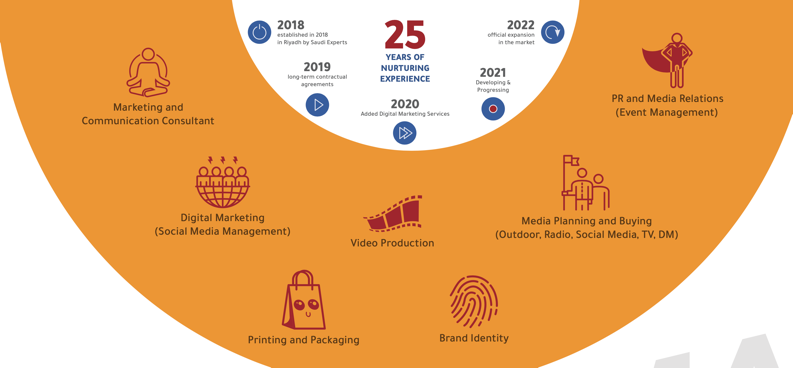 2018
established in 2018
in Riyadh by Saudi Experts
2019
long-term contractual
agreements
2020
Added Digital Marketing Services
25
YEARS OF
NURTURING
EXPERIENCE
2022
official expansion
in the market
2021
Developing &
Progressing
Marketing and
Communication Consultant
PR and Media Relations
(Event Management)
Digital Marketing
(Social Media Management)
Video Production
Media Planning and Buying
(Outdoor, Radio, Social Media, TV, DM)
Printing and Packaging
Brand Identity